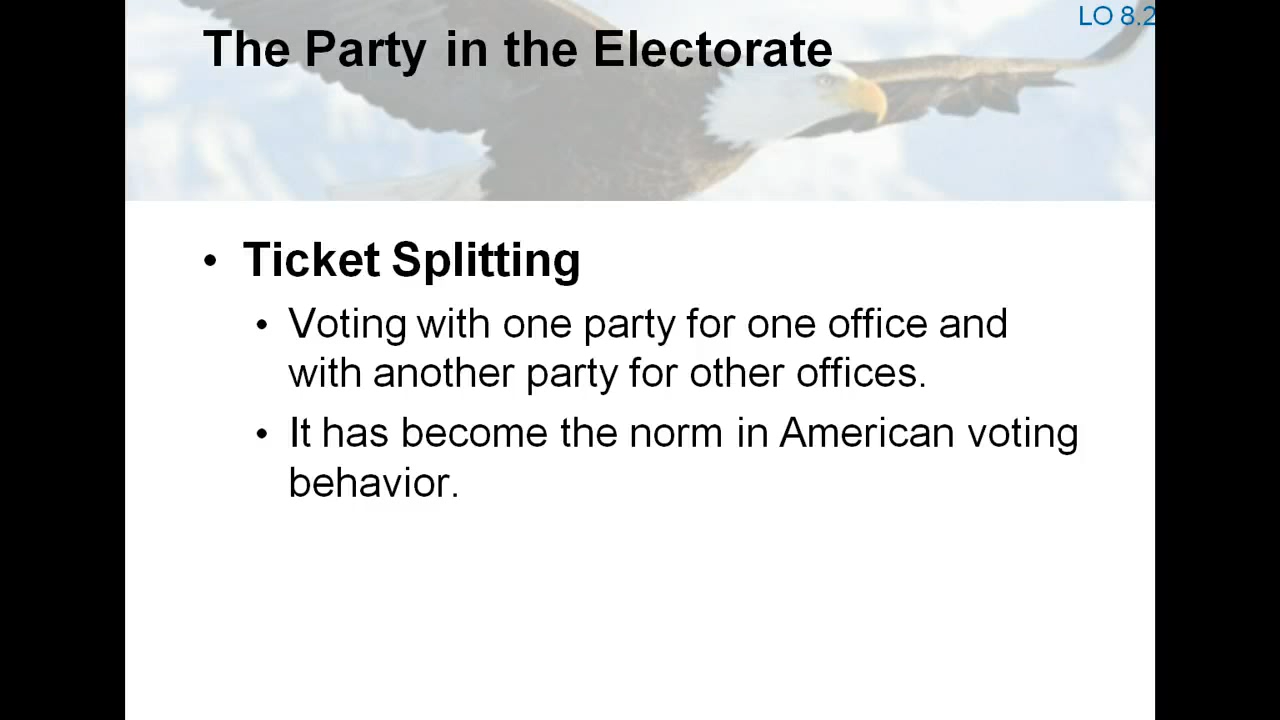 LO 8.2
The Party in the Electorate
• Ticket Splitting
• Voting with one party for one office and
with another party for other offices.
• It has become the norm in American voting
behavior.